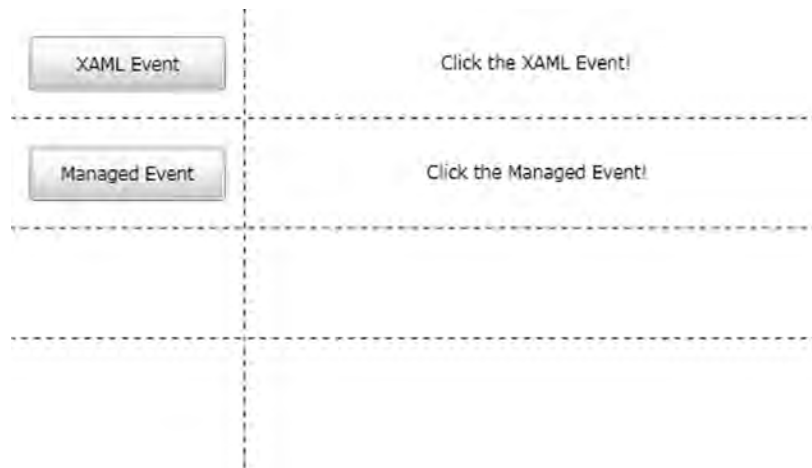 XAML Event
Click the XAML Event!
Managed Event
Click the Managed Event!